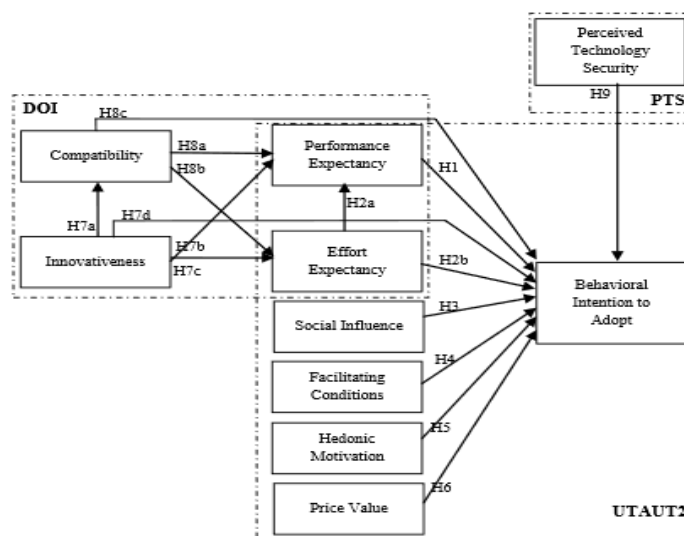 Perceived
Technology
Security
H9
PTS
DOI
H8c
Compatibility
H8a
H8b
Performance
Expectancy
H1
H7a
H7d
H2a
Innovativeness
H7b
H7c
Effort
Expectancy
H2b
Behavioral
Intention to
Adopt
Social Influence
H3
Facilitating
Conditions
H4
Hedonic
Motivation
H5
Price Value
H6
UTAUT2